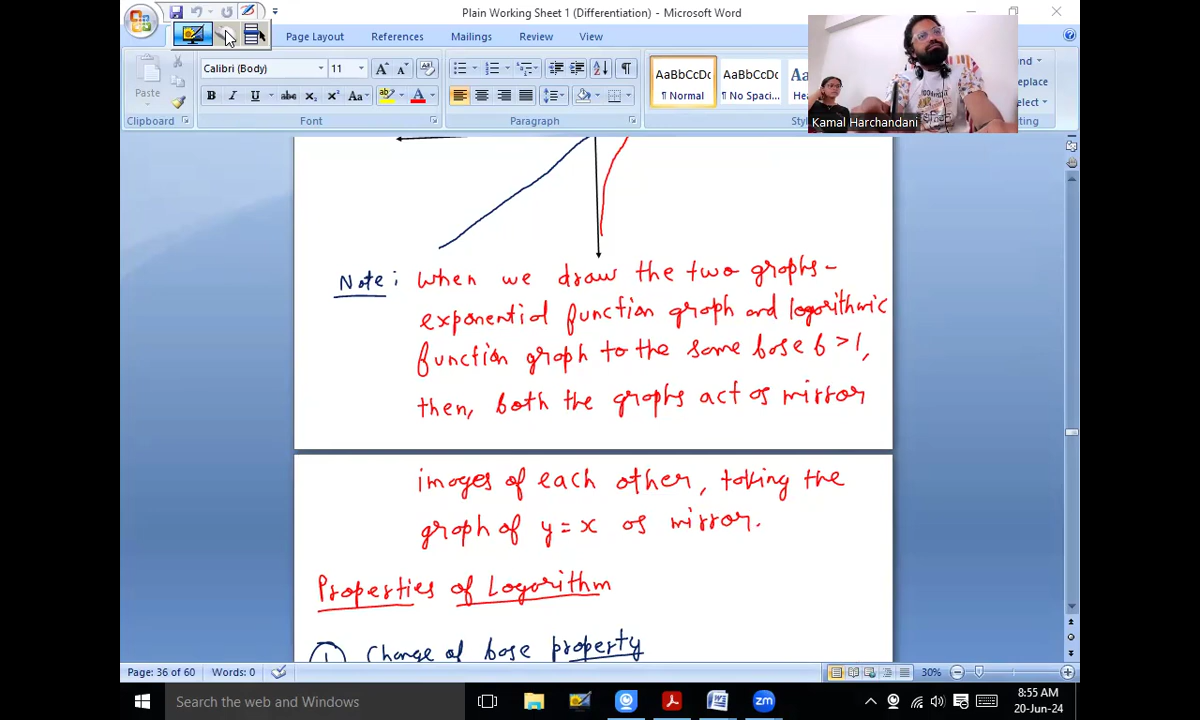 Plain Working Sheet 1 (Differentiation) - Microsoft Word
Page Layout References Mailings Review View
Calibri (Body) 11
Paste
AaBbCcDc AaBbCcDc
¶ Normal ¶ No Spaci...
Clipboard Font Paragraph
Kamal Harchandani
Note: When we draw the two graphs -
exponential function graph and logarithmic
function graph to the same base b > 1,
then, both the graphs act as mirror
images of each other, taking the
graph of y = x as mirror.
Properties of Logarithm
① Change of base property
Page: 36 of 60 Words: 0 30%
Search the web and Windows
8:55 AM
20-Jun-24